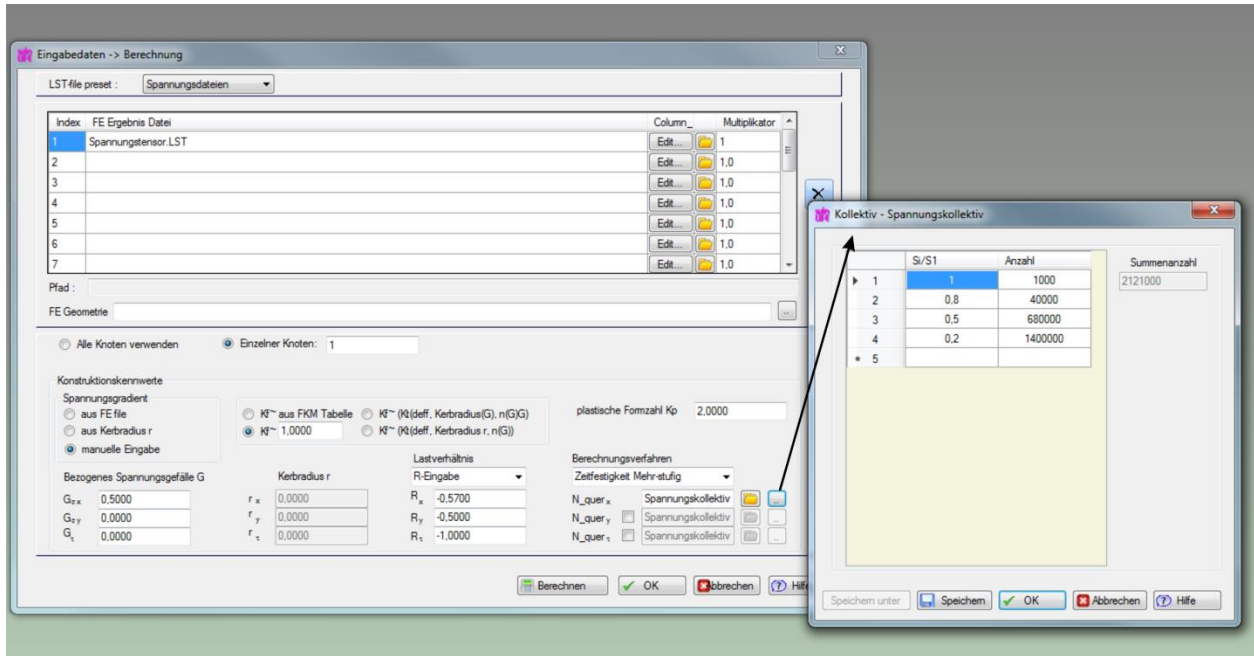 Eingabedaten -> Berechnung
LST-file preset : Spannungsdateien
Index FE Ergebnis Datei Column_ Multiplikator
1 Spannungstensor.LST Edit... 1
2 Edit... 1,0
3 Edit... 1,0
4 Edit... 1,0
5 Edit... 1,0
6 Edit... 1,0
7 Edit... 1,0
Pfad :
FE Geometrie ...
Alle Knoten verwenden Einzelner Knoten: 1
Konstruktionskennwerte
Spannungsgradient
aus FE file
aus Kerbradius r
manuelle Eingabe
Kf~ aus FKM Tabelle Kf~ (Kt(deff, Kerbradius(G), n(G)G)
Kf~ 1,0000 Kf~ (Kt(deff, Kerbradius r, n(G))
plastische Formzahl Kp 2,0000
Lastverhältnis Berechnungsverfahren
Bezogenes Spannungsgefälle G Kerbradius r R-Eingabe Zeitfestigkeit Mehr-stufig
Gσx 0,5000 r x 0,0000 Rx -0,5700 N_quer x Spannungskollektiv ...
Gσy 0,0000 r y 0,0000 Ry -0,5000 N_quer y Spannungskollektiv ...
Gτ 0,0000 r τ 0,0000 Rτ -1,0000 N_quer τ Spannungskollektiv ...
Berechnen OK Abbrechen Hilfe
Kollektiv - Spannungskollektiv
Si/S1 Anzahl Summenanzahl
1 1 1000 2121000
2 0,8 40000
3 0,5 680000
4 0,2 1400000
* 5
Speichern unter Speichern OK Abbrechen Hilfe